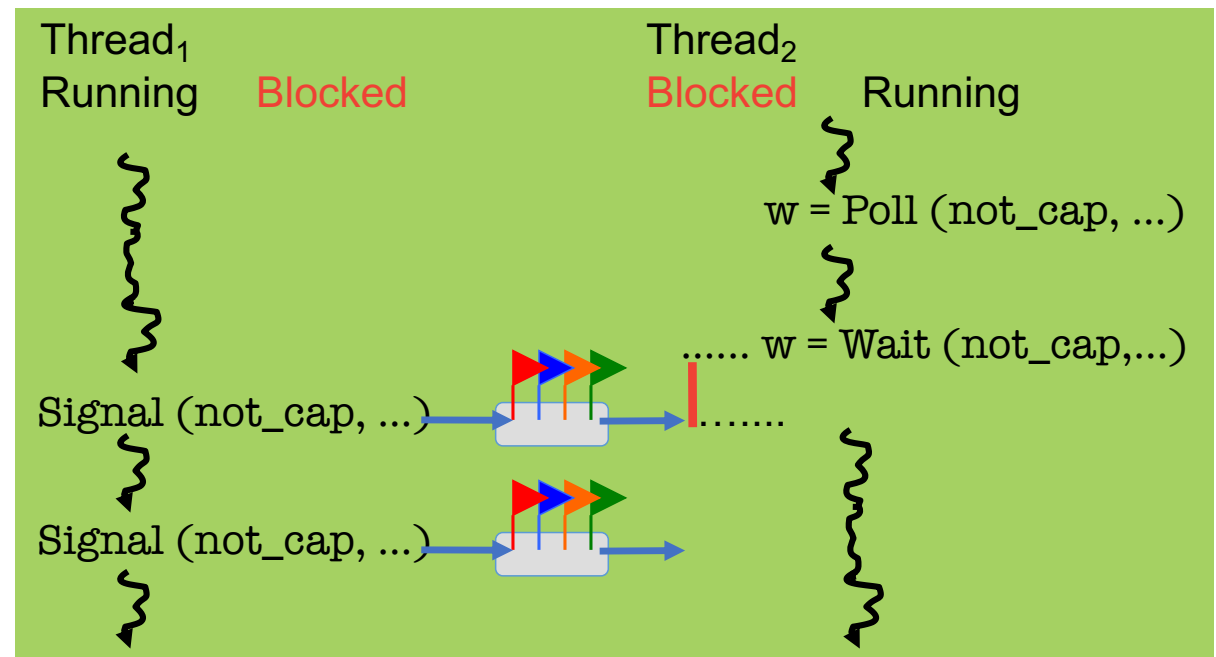 Thread₁ Thread₂
Running Blocked Blocked Running
w = Poll (not_cap, ...)
...... w = Wait (not_cap,...)
Signal (not_cap, ...) ........
Signal (not_cap, ...)